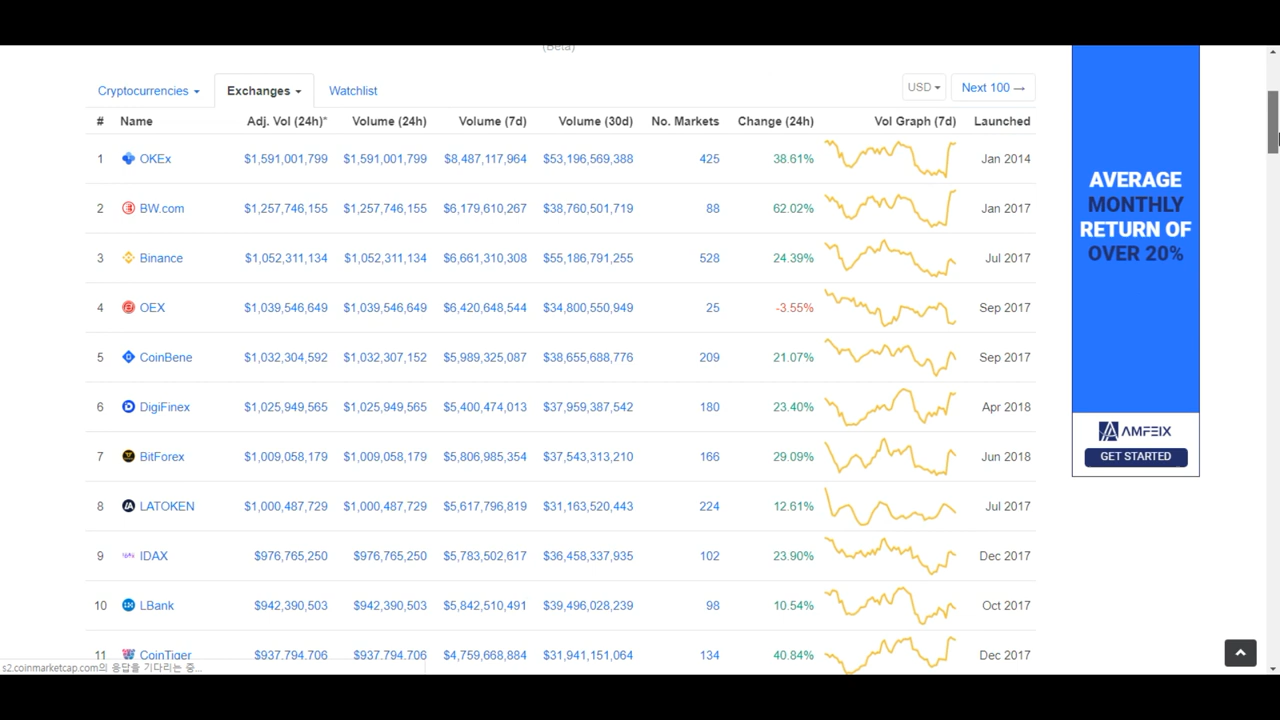 (Beta)
Cryptocurrencies Exchanges Watchlist USD Next 100 →
# Name Adj. Vol (24h)* Volume (24h) Volume (7d) Volume (30d) No. Markets Change (24h) Vol Graph (7d) Launched
1 OKEx $1,591,001,799 $1,591,001,799 $8,487,117,964 $53,196,569,388 425 38.61% Jan 2014
2 BW.com $1,257,746,155 $1,257,746,155 $6,179,610,267 $38,760,501,719 88 62.02% Jan 2017
3 Binance $1,052,311,134 $1,052,311,134 $6,661,310,308 $55,186,791,255 528 24.39% Jul 2017
4 OEX $1,039,546,649 $1,039,546,649 $6,420,648,544 $34,800,550,949 25 -3.55% Sep 2017
5 CoinBene $1,032,304,592 $1,032,307,152 $5,989,325,087 $38,655,688,776 209 21.07% Sep 2017
6 DigiFinex $1,025,949,565 $1,025,949,565 $5,400,474,013 $37,959,387,542 180 23.40% Apr 2018
7 BitForex $1,009,058,179 $1,009,058,179 $5,806,985,354 $37,543,313,210 166 29.09% Jun 2018
8 LATOKEN $1,000,487,729 $1,000,487,729 $5,617,796,819 $31,163,520,443 224 12.61% Jul 2017
9 IDAX $976,765,250 $976,765,250 $5,783,502,617 $36,458,337,935 102 23.90% Dec 2017
10 LBank $942,390,503 $942,390,503 $5,842,510,491 $39,496,028,239 98 10.54% Oct 2017
11 CoinTiger $937,794,706 $937,794,706 $4,759,668,884 $31,941,151,064 134 40.84% Dec 2017
s2.coinmarketcap.com의 응답을 기다리는 중...
AVERAGE
MONTHLY
RETURN OF
OVER 20%
AMFEIX
GET STARTED